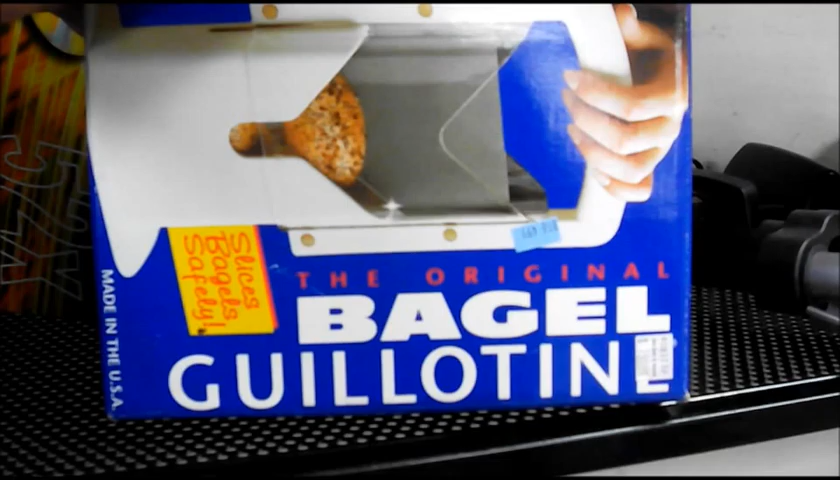 Slices
Bagels
Safely!
THE ORIGINAL
BAGEL
GUILLOTINE
MADE IN THE U.S.A.